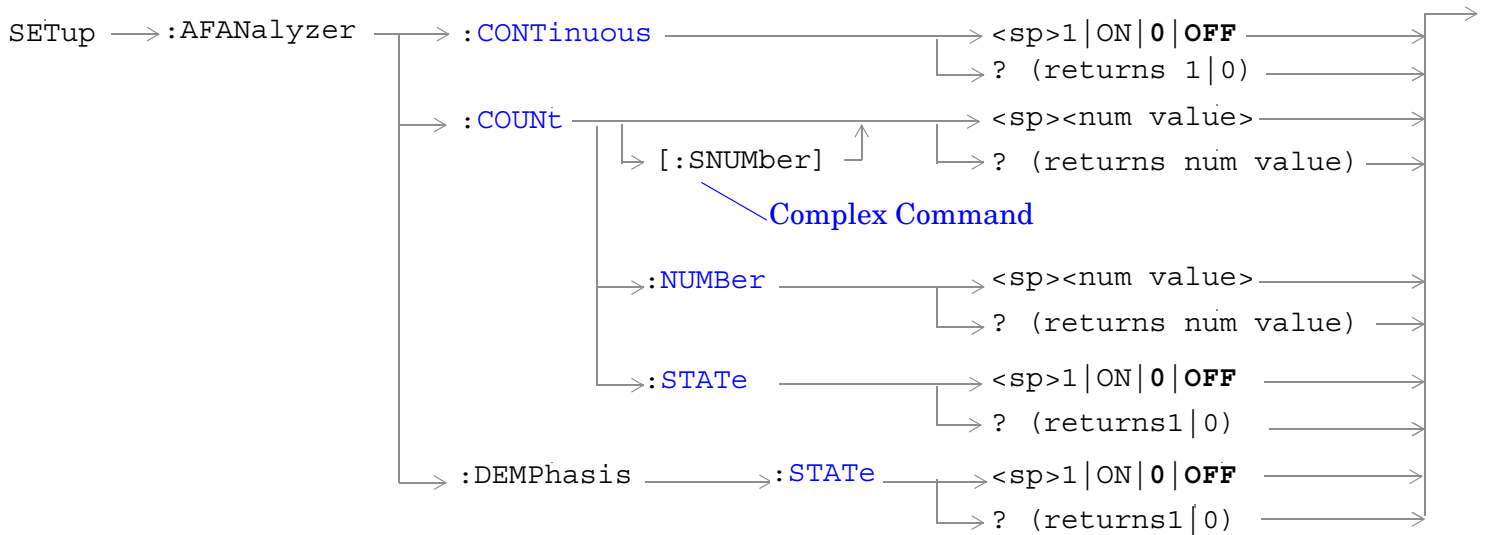 SETup :AFANalyzer :CONTinuous <sp>1|ON|0|OFF
? (returns 1|0)
:COUNt <sp><num value>
[:SNUMber] ? (returns num value)
Complex Command
:NUMBer <sp><num value>
? (returns num value)
:STATe <sp>1|ON|0|OFF
? (returns1|0)
:DEMPhasis :STATe <sp>1|ON|0|OFF
? (returns1|0)